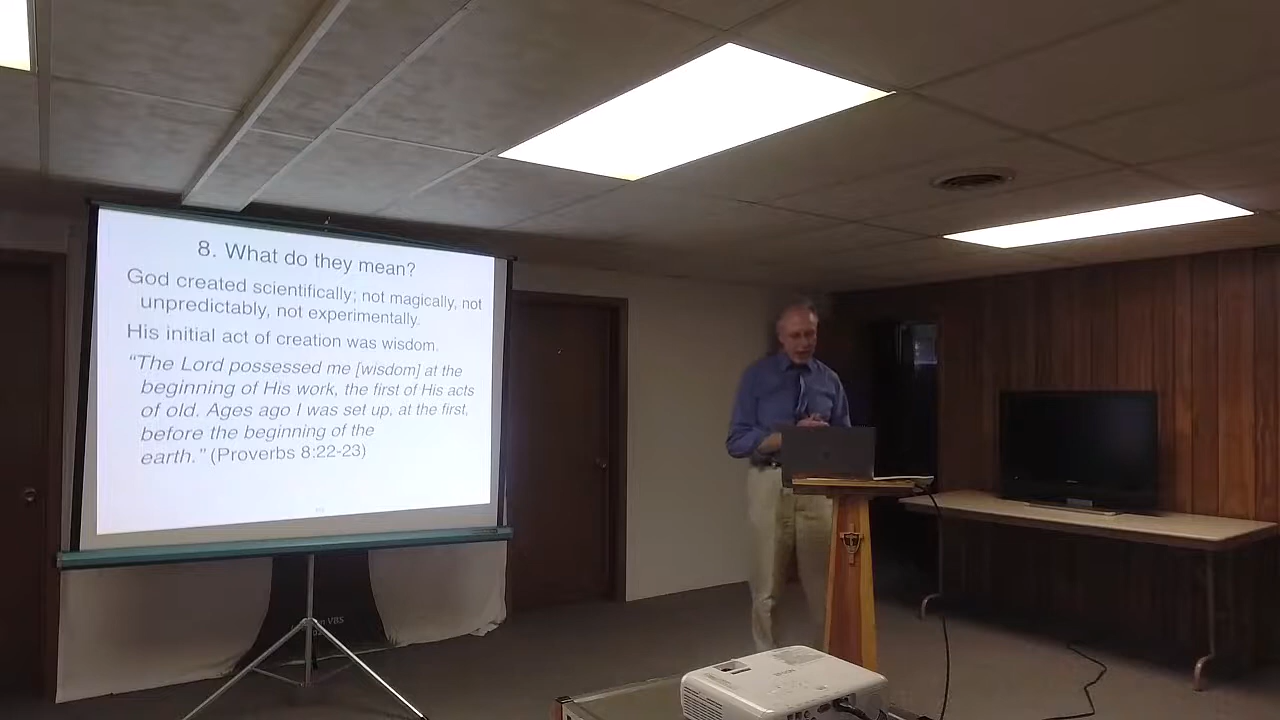 8. What do they mean?
God created scientifically; not magically, not
unpredictably, not experimentally.
His initial act of creation was wisdom.
“The Lord possessed me [wisdom] at the
beginning of His work, the first of His acts
of old. Ages ago I was set up, at the first,
before the beginning of the
earth.” (Proverbs 8:22-23)
VBS
EPSON